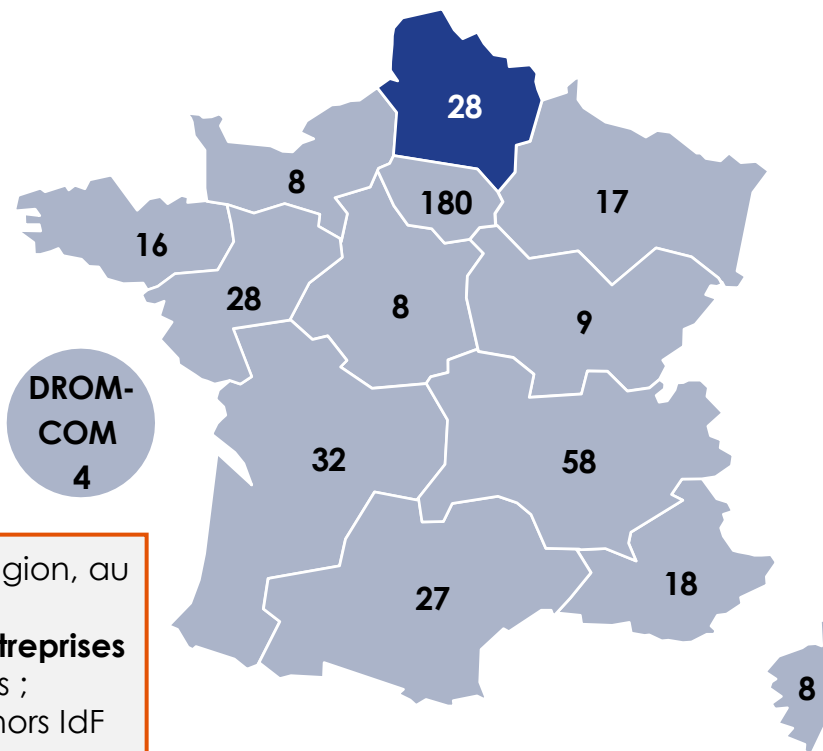 28
8
180
17
16
28
8
9
DROM-
COM
4
32
58
gion, au
27
18
treprises
s ;
hors IdF
8